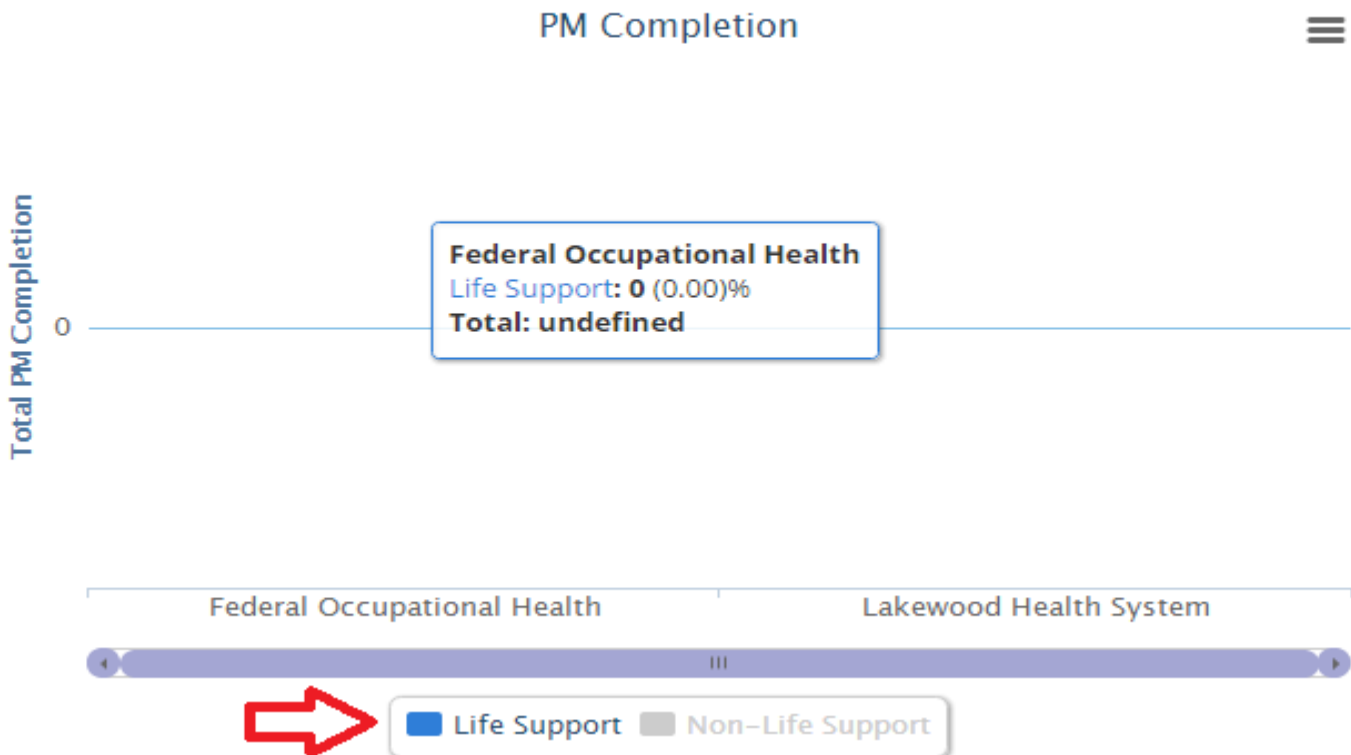 PM Completion
Total PM Completion
Federal Occupational Health
Life Support: 0 (0.00)%
Total: undefined
0
Federal Occupational Health
Lakewood Health System
Life Support
Non-Life Support